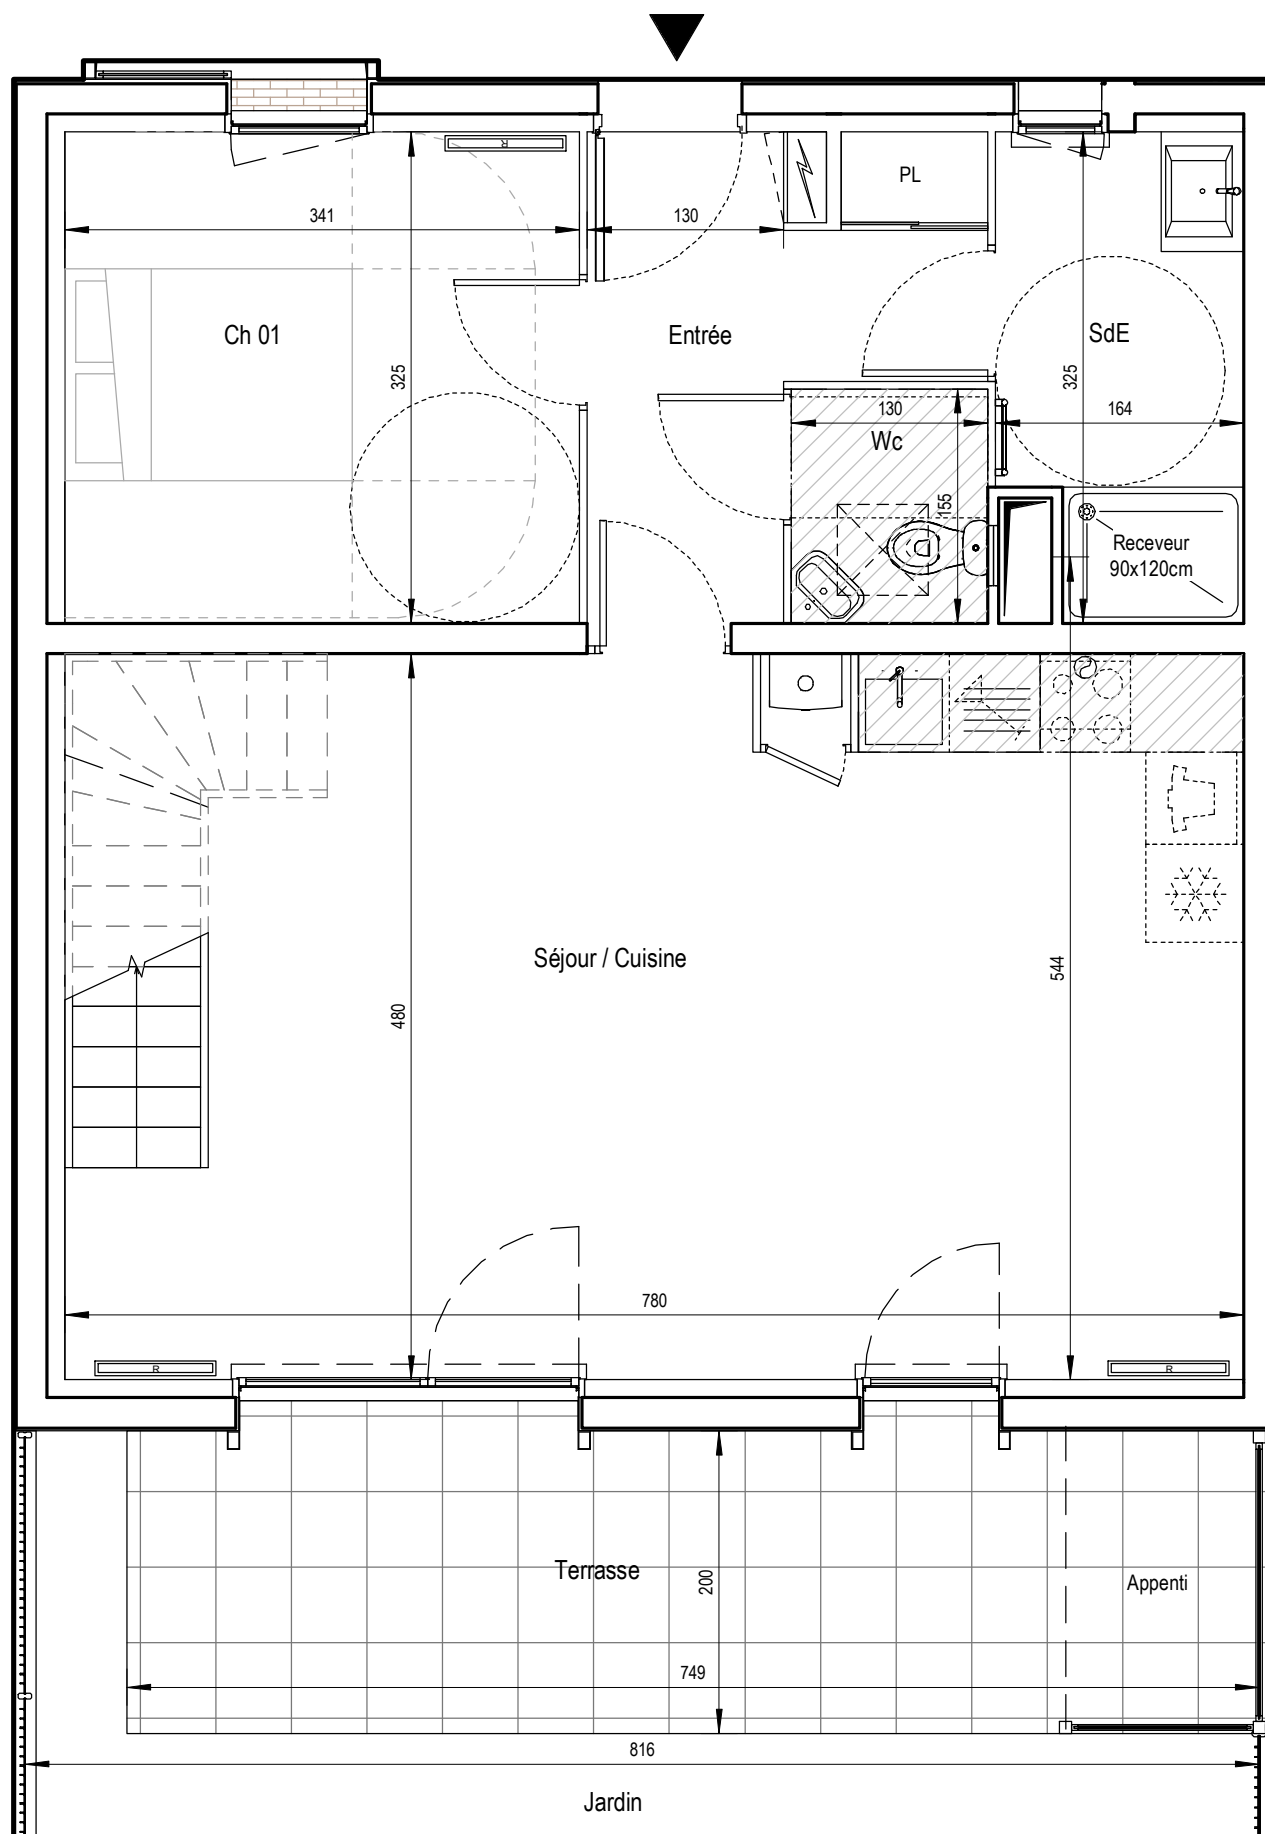 R
PL
341
130
Ch 01
Entrée
SdE
325
325
130
164
Wc
155
Receveur
90x120cm
Séjour / Cuisine
480
544
780
R
R
Terrasse
200
Appenti
749
816
Jardin